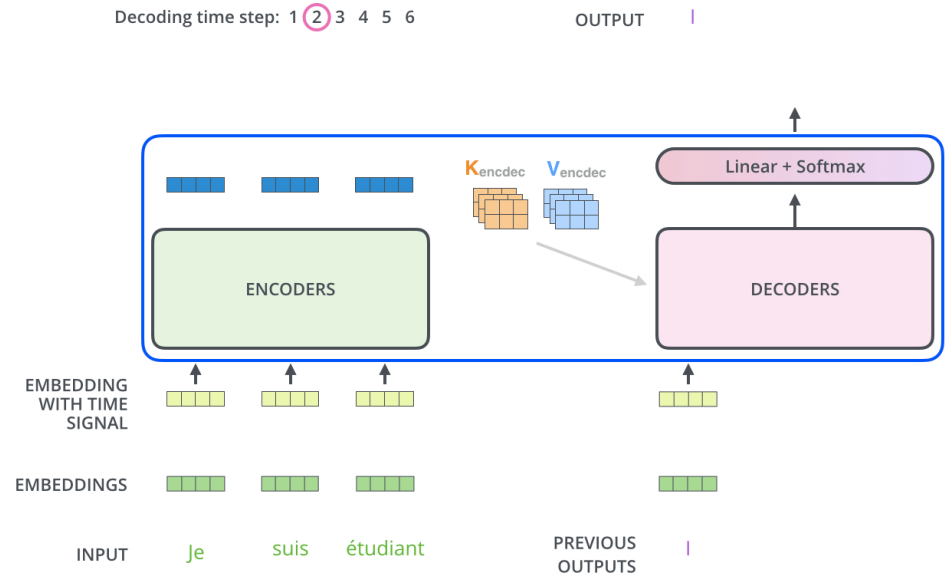 Decoding time step: 1 2 3 4 5 6
OUTPUT
I
Kencdec
Vencdec
Linear + Softmax
ENCODERS
DECODERS
EMBEDDING
WITH TIME
SIGNAL
EMBEDDINGS
INPUT
Je
suis
étudiant
PREVIOUS
OUTPUTS
I